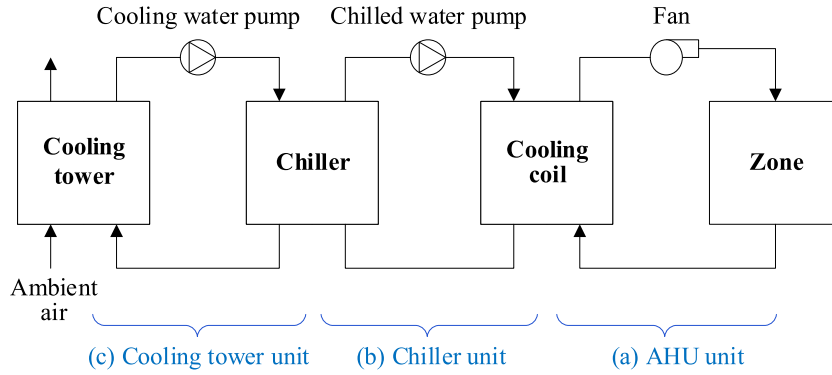 Cooling water pump
Chilled water pump
Fan
Cooling
tower
Chiller
Cooling
coil
Zone
Ambient
air
(c) Cooling tower unit
(b) Chiller unit
(a) AHU unit